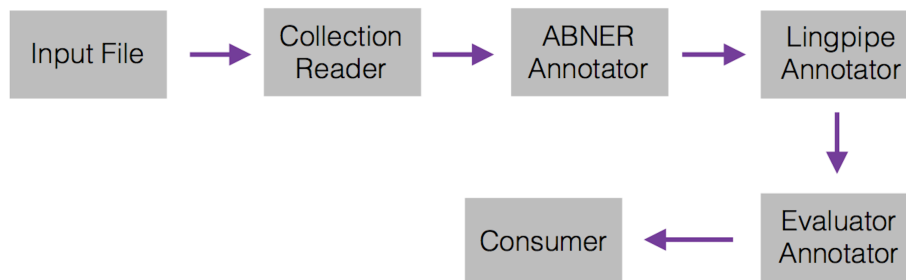 Input File
Collection
Reader
ABNER
Annotator
Lingpipe
Annotator
Evaluator
Annotator
Consumer